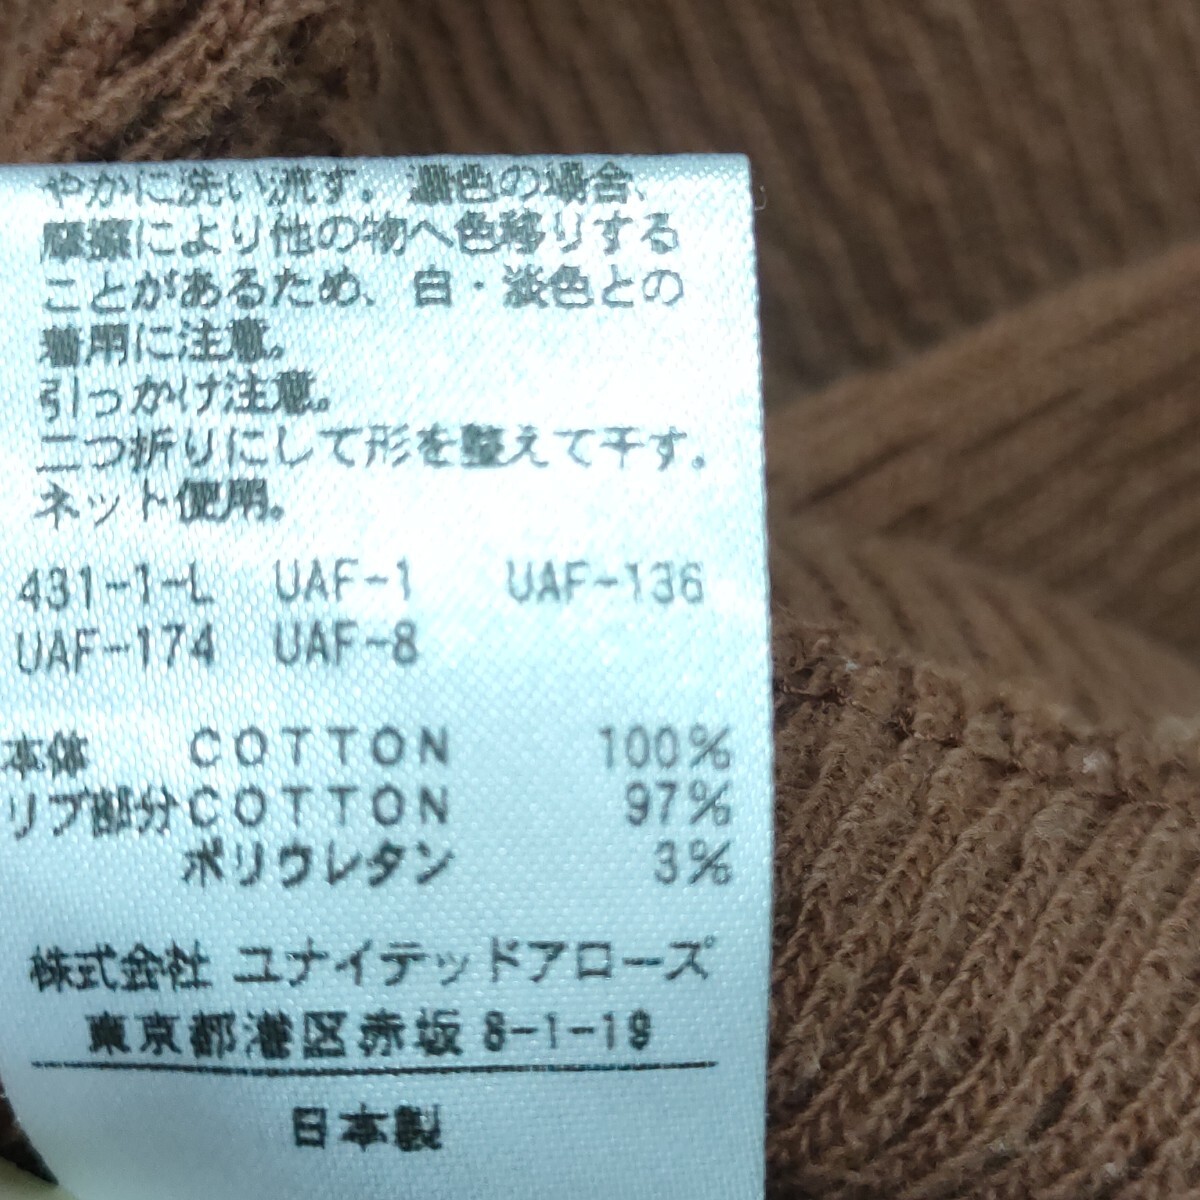 やかに洗い流す。濃色の場合、
摩擦により他の物へ色移りする
ことがあるため、白・淡色との
着用に注意。
引っかけ注意。
二つ折りにして形を整えて干す。
ネット使用。
431-1-L UAF-1 UAF-136
UAF-174 UAF-8
本体 COTTON 100%
リブ部分COTTON 97%
ポリウレタン 3%
株式会社 ユナイテッドアローズ
東京都港区赤坂 8-1-19
日本製